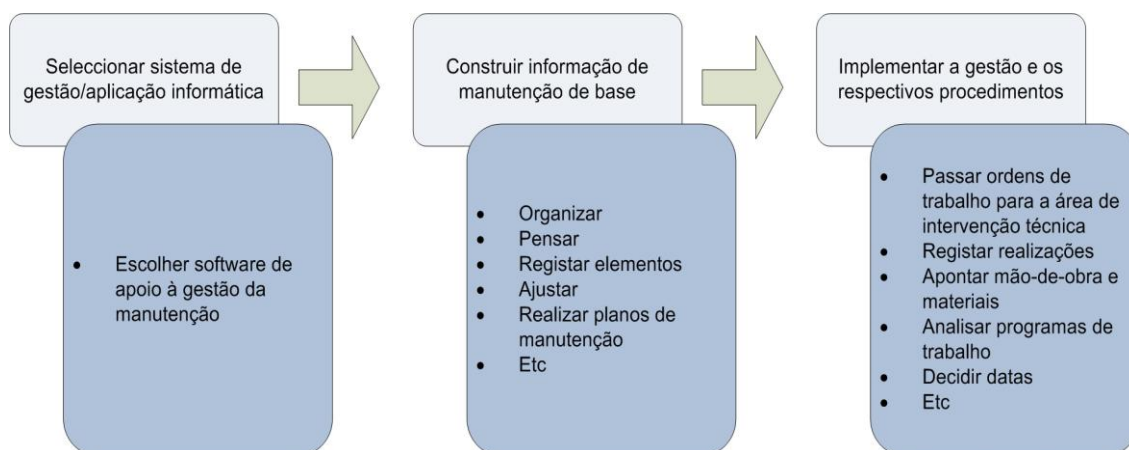 Seleccionar sistema de
gestão/aplicação informática
• Escolher software de
apoio à gestão da
manutenção
Construir informação de
manutenção de base
• Organizar
• Pensar
• Registar elementos
• Ajustar
• Realizar planos de
manutenção
• Etc
Implementar a gestão e os
respectivos procedimentos
• Passar ordens de
trabalho para a área de
intervenção técnica
• Registar realizações
• Apontar mão-de-obra e
materiais
• Analisar programas de
trabalho
• Decidir datas
• Etc